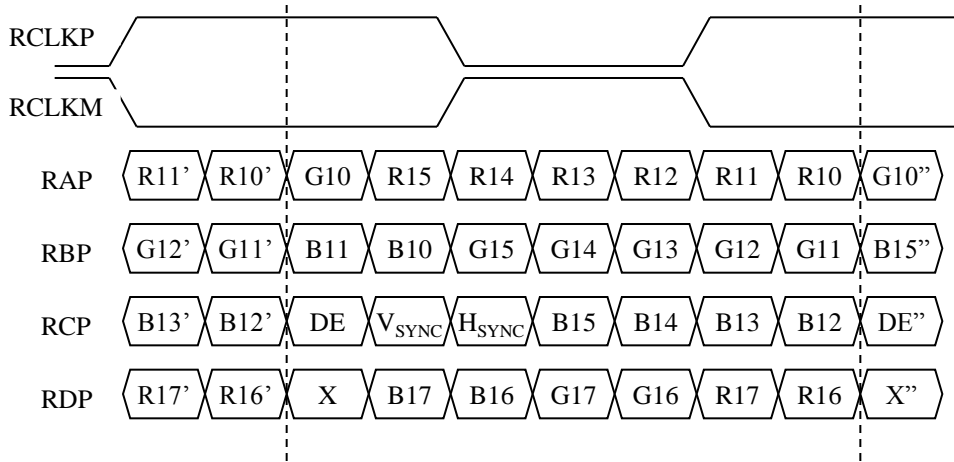 RCLKP
RCLKM
RAP R11’ R10’ G10 R15 R14 R13 R12 R11 R10 G10”
RBP G12’ G11’ B11 B10 G15 G14 G13 G12 G11 B15”
RCP B13’ B12’ DE VSYNC HSYNC B15 B14 B13 B12 DE”
RDP R17’ R16’ X B17 B16 G17 G16 R17 R16 X”